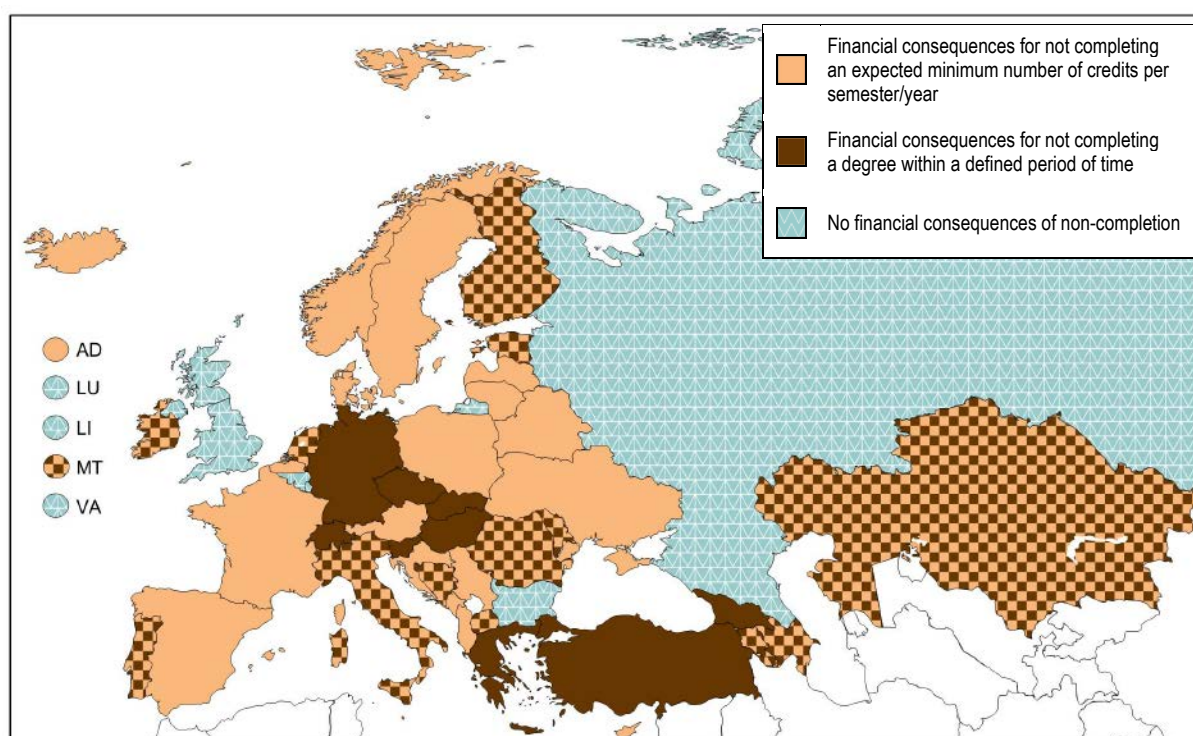 Financial consequences for not completing
an expected minimum number of credits per
semester/year
Financial consequences for not completing
a degree within a defined period of time
No financial consequences of non-completion
AD
LU
LI
MT
VA